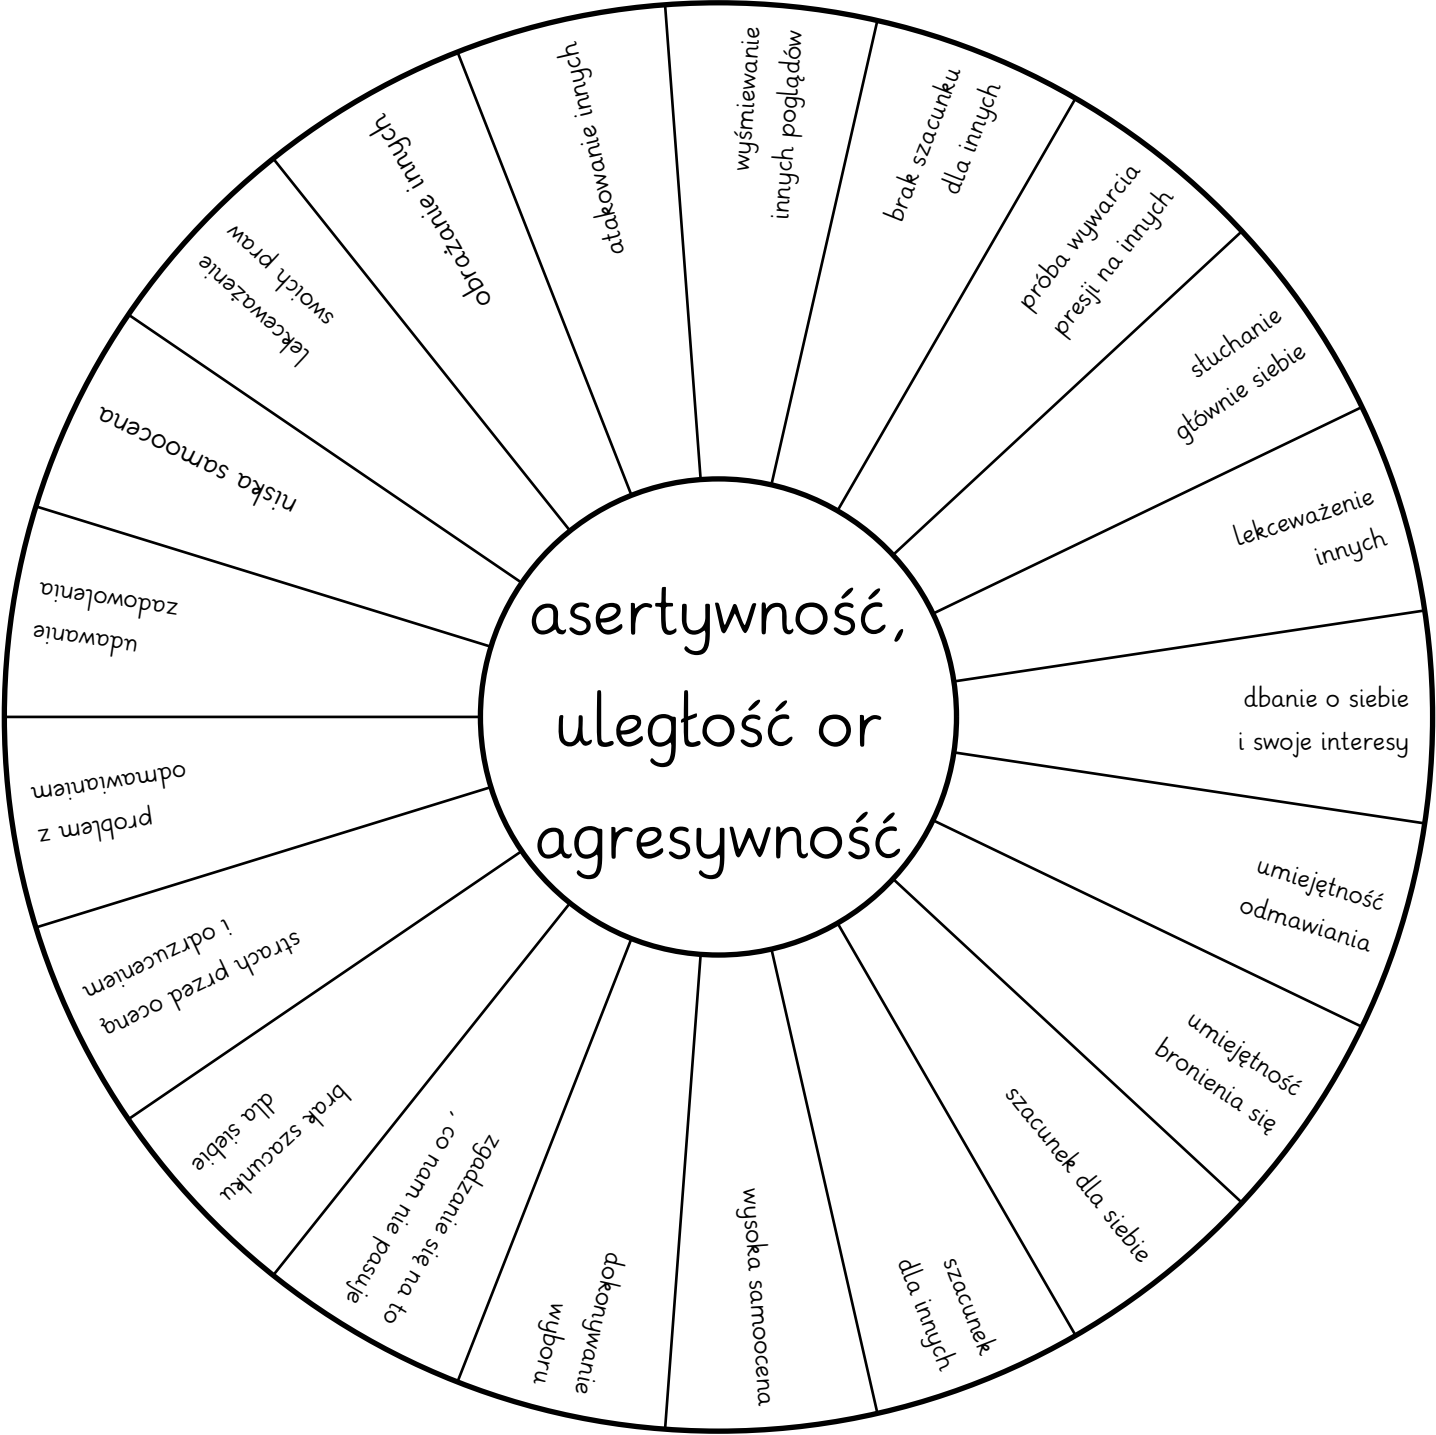 asertywność,
uległość or
agresywność
dbanie o siebie
i swoje interesy
umiejętność
odmawiania
umiejętność
bronienia się
szacunek dla siebie
szacunek
dla innych
wysoka samoocena
dokonywanie
wyboru
zgadzanie się na to
, co nam nie pasuje
brak szacunku
dla siebie
strach przed oceną
i odrzuceniem
problem z
odmawianiem
udawanie
zadowolenia
niska samoocena
lekceważenie
swoich praw
obrażanie innych
atakowanie innych
wyśmiewanie
innych poglądów
brak szacunku
dla innych
próba wywarcia
presji na innych
słuchanie
głównie siebie
lekceważenie
innych